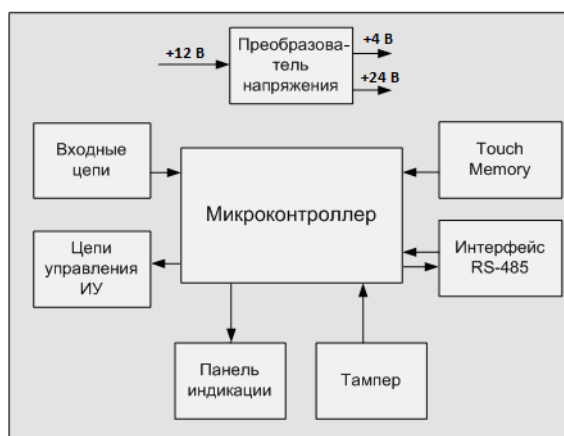 +12 В
Преобразова-
тель
напряжения
+4 В
+24 В
Входные
цепи
Микроконтроллер
Touch
Memory
Цепи
управления
ИУ
Интерфейс
RS-485
Панель
индикации
Тампер